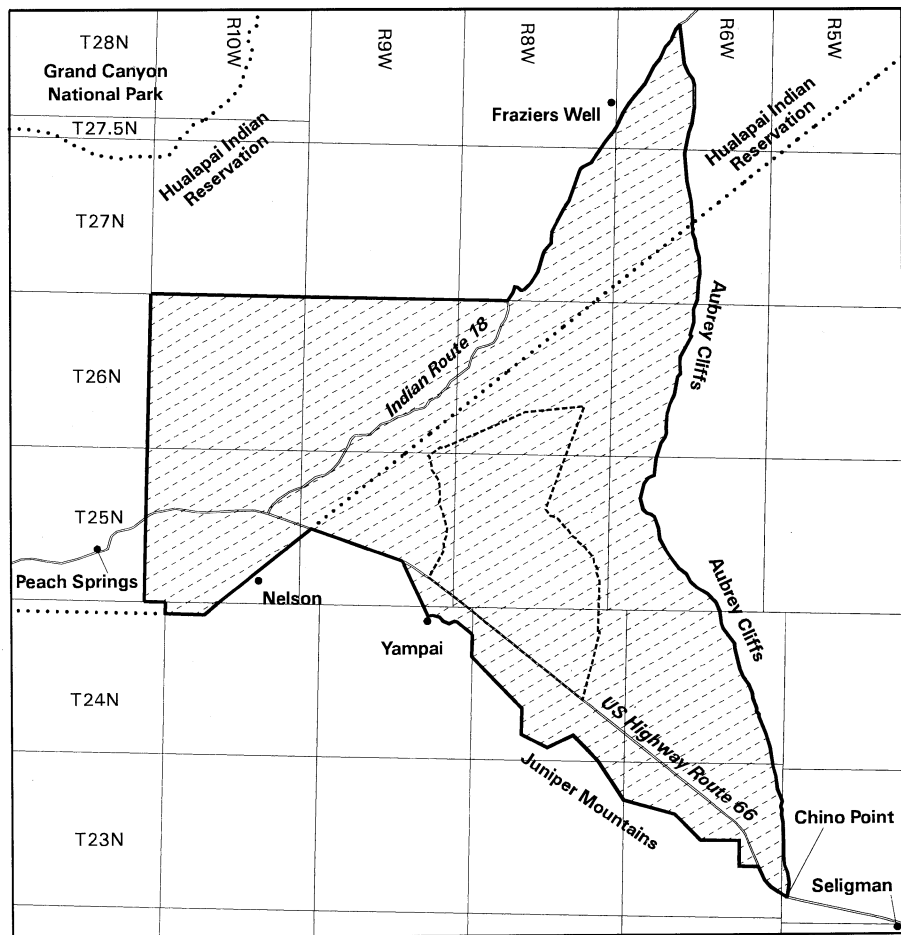 T28N
R10W
R9W
R8W
R6W
R5W
Grand Canyon
National Park
Fraziers Well
T27.5N
Hualapai Indian
Reservation
Hualapai Indian
Reservation
T27N
Aubrey Cliffs
Indian Route 18
T26N
T25N
Peach Springs
Nelson
Aubrey Cliffs
Yampai
T24N
US Highway Route 66
Juniper Mountains
T23N
Chino Point
Seligman